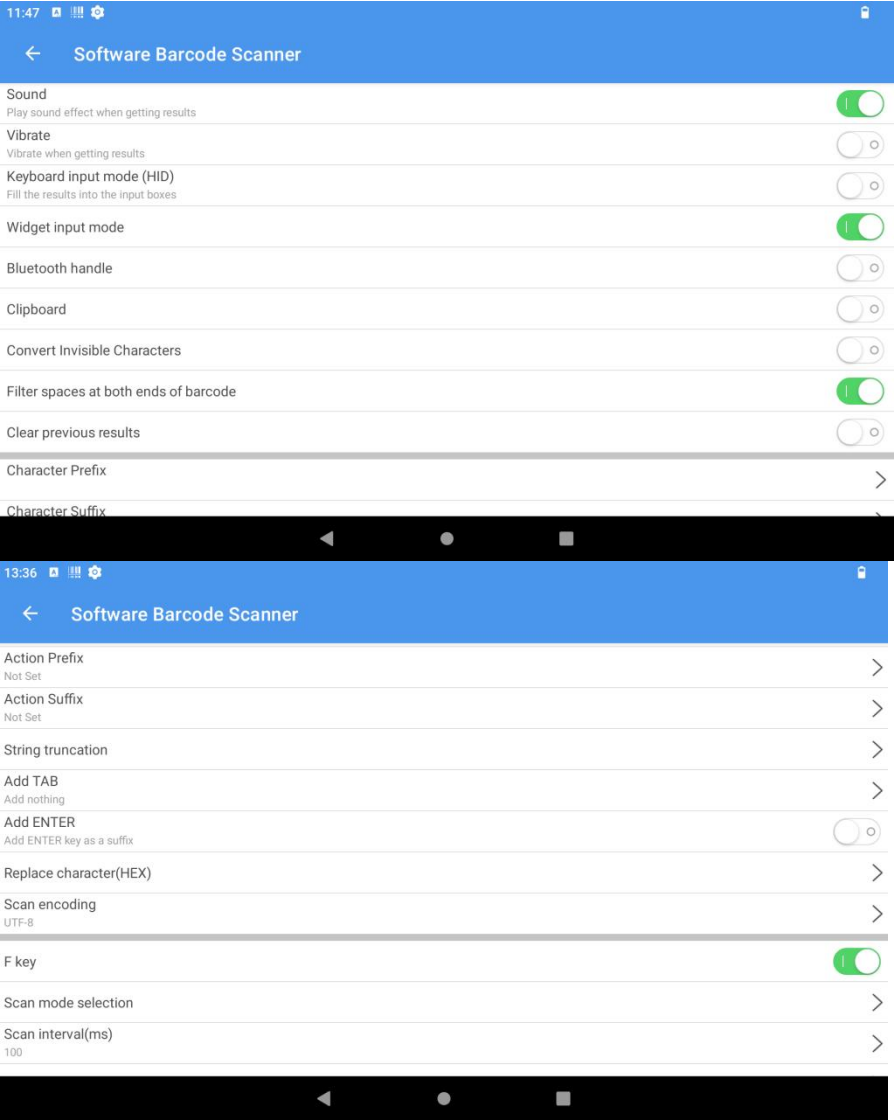 11:47
Software Barcode Scanner
Sound
Play sound effect when getting results
Vibrate
Vibrate when getting results
Keyboard input mode (HID)
Fill the results into the input boxes
Widget input mode
Bluetooth handle
Clipboard
Convert Invisible Characters
Filter spaces at both ends of barcode
Clear previous results
Character Prefix
Character Suffix
13:36
Software Barcode Scanner
Action Prefix
Not Set
Action Suffix
Not Set
String truncation
Add TAB
Add nothing
Add ENTER
Add ENTER key as a suffix
Replace character(HEX)
Scan encoding
UTF-8
F key
Scan mode selection
Scan interval(ms)
100